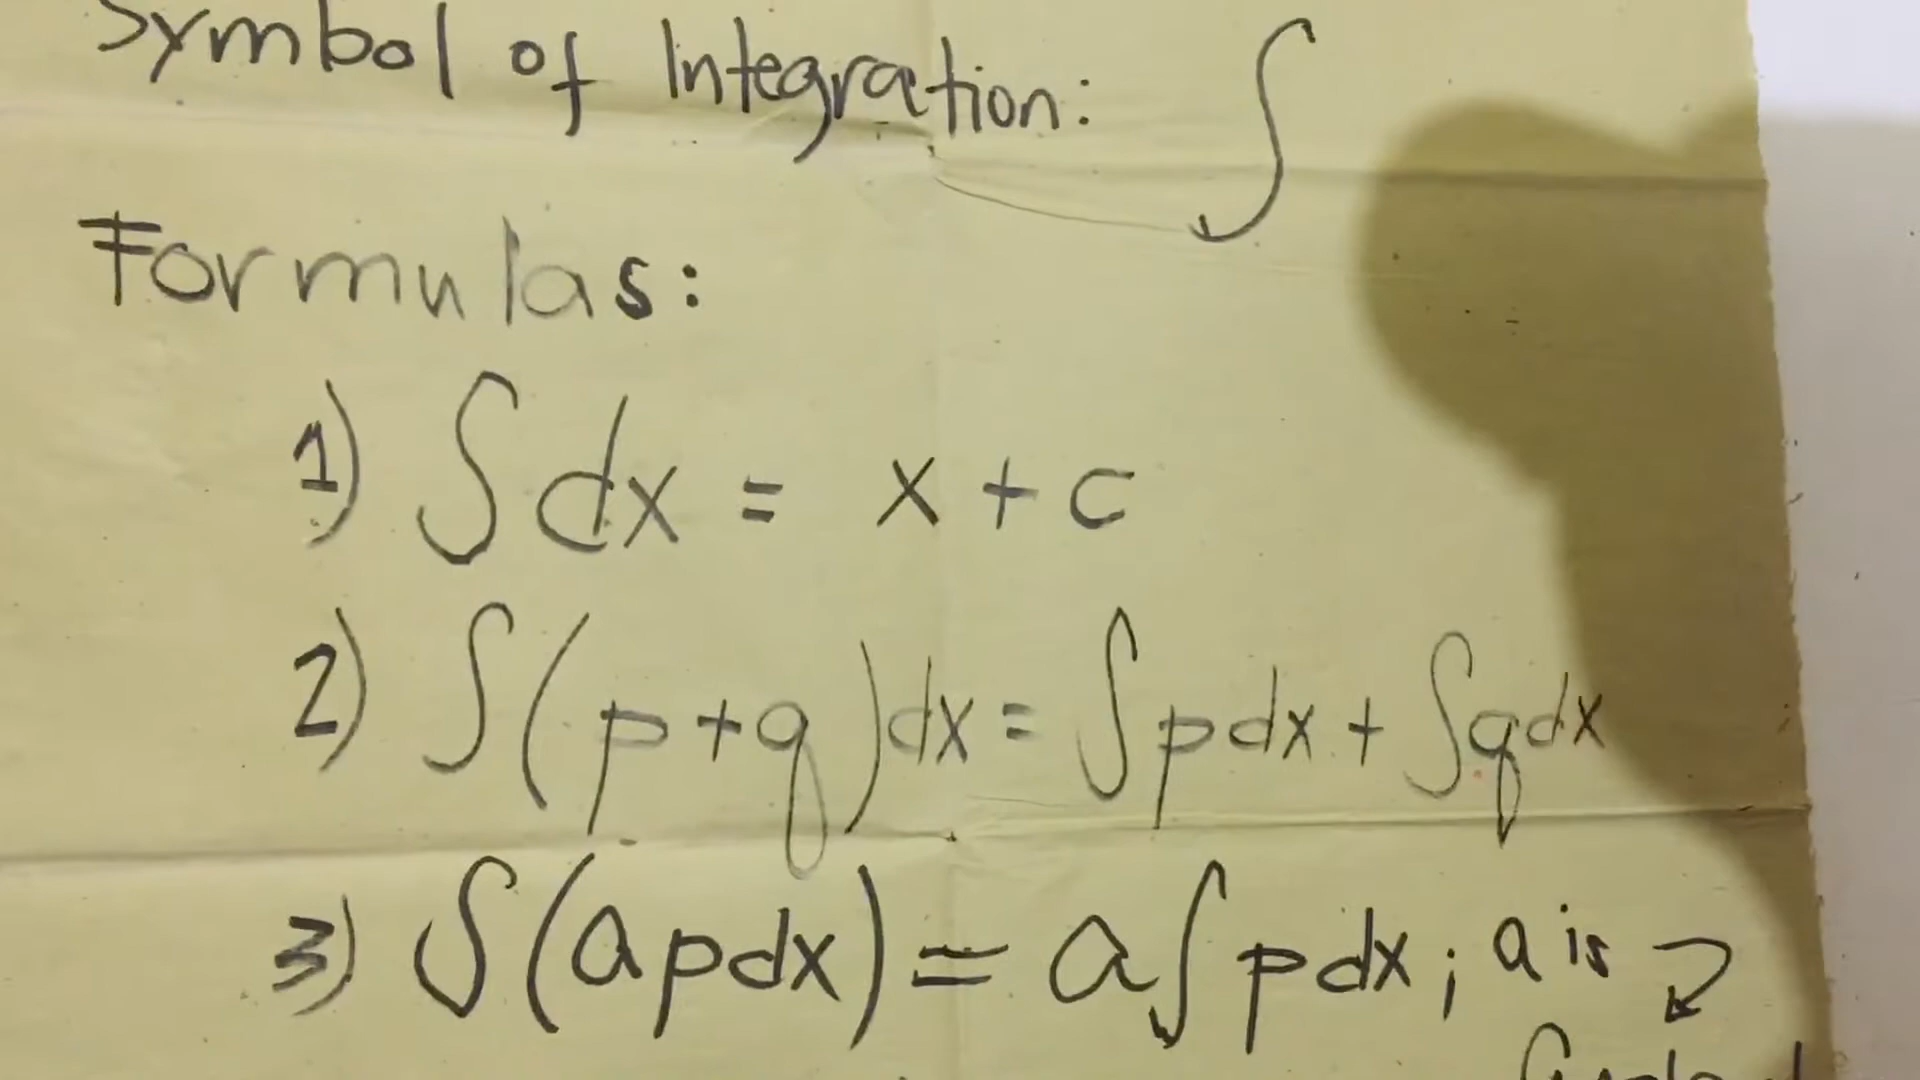 Symbol of Integration: ∫
Formulas:
1) ∫dx = x + c
2) ∫(p+q)dx = ∫pdx + ∫qdx
3) ∫(apdx) = a∫pdx; a is